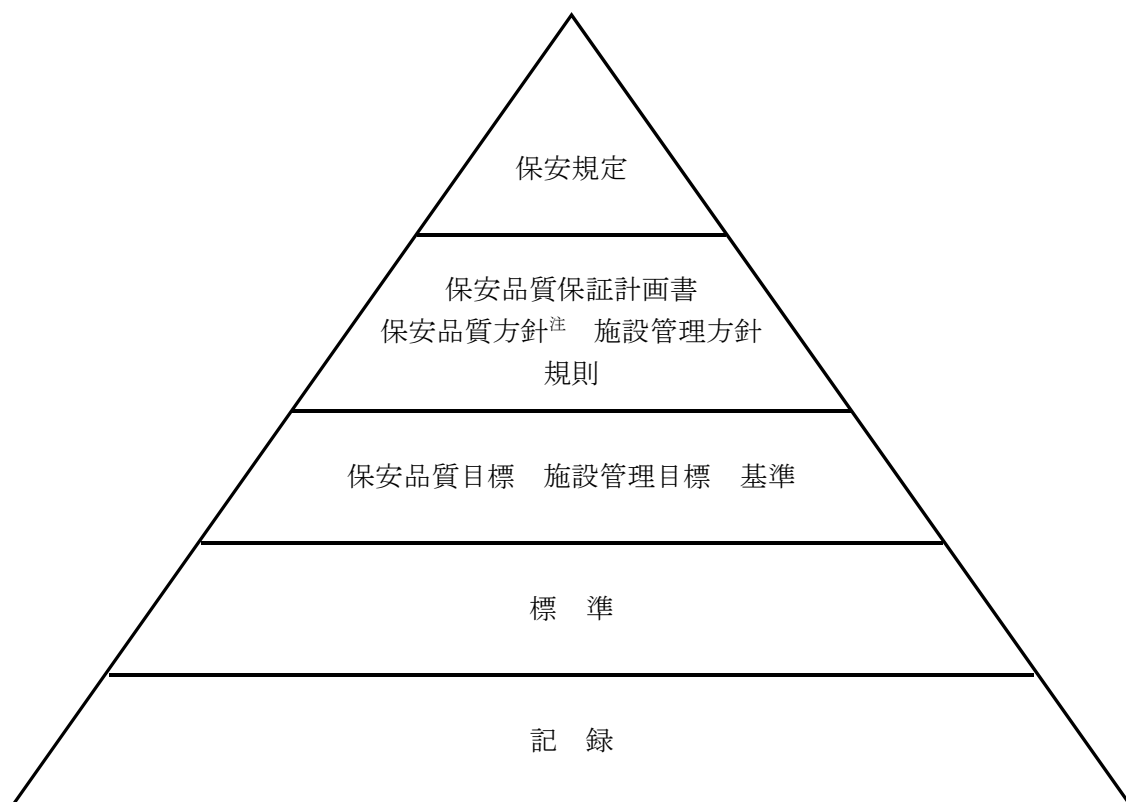 保安規定
保安品質保証計画書
保安品質方針注　施設管理方針
規則
保安品質目標　施設管理目標　基準
標　準
記　録